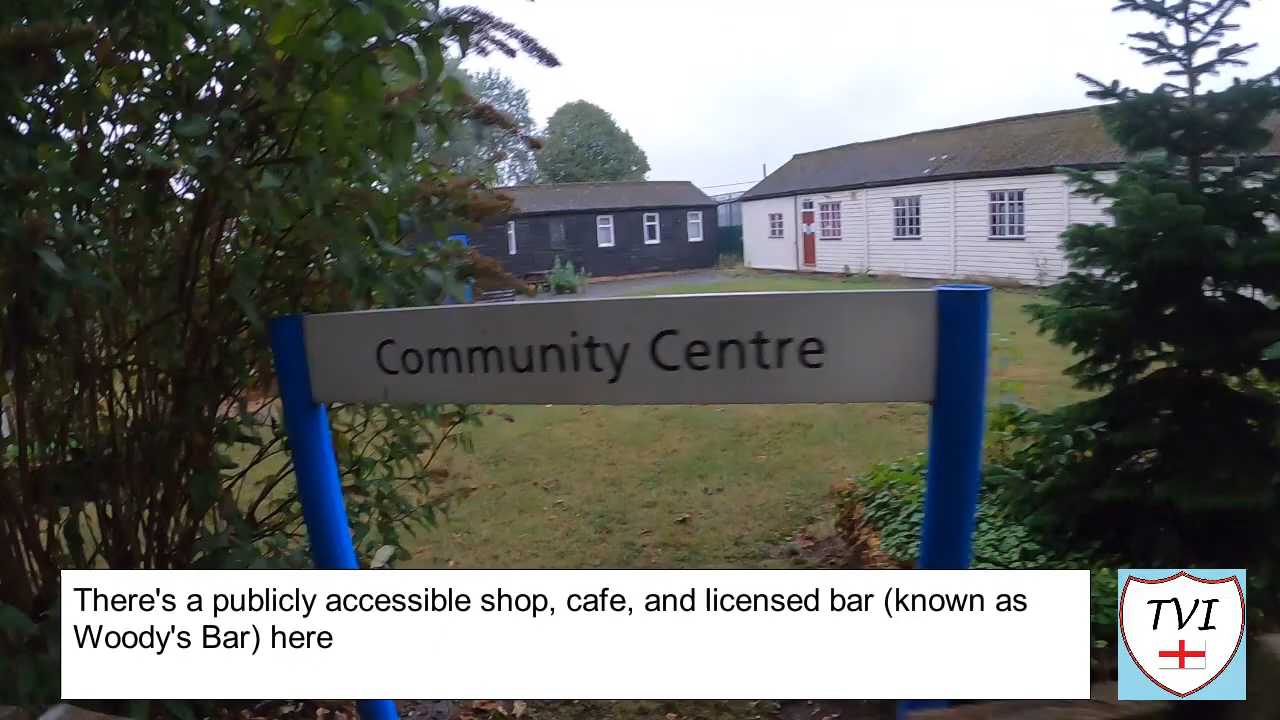 Community Centre
There's a publicly accessible shop, cafe, and licensed bar (known as
Woody's Bar) here
TVI